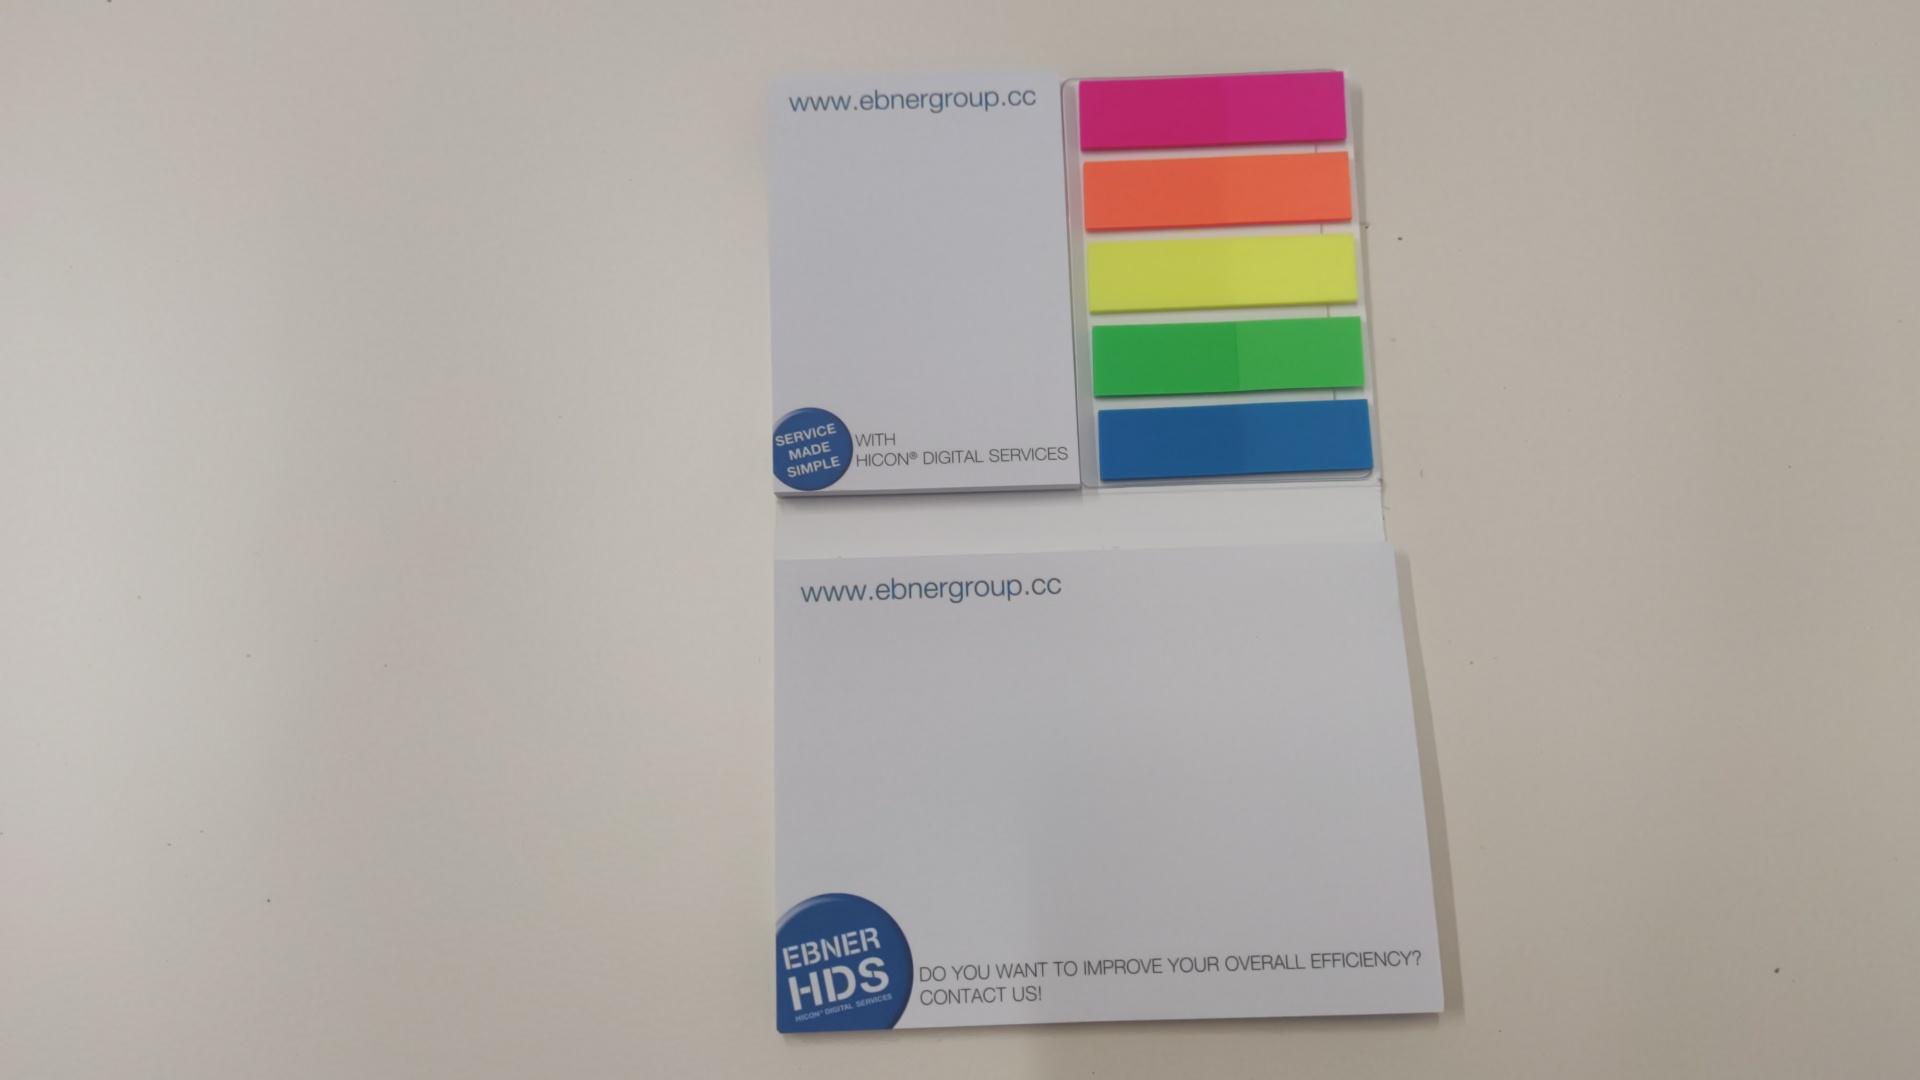 www.ebnergroup.cc
SERVICE
MADE
SIMPLE
WITH
HICON® DIGITAL SERVICES
www.ebnergroup.cc
EBNER
HDS
HICON® DIGITAL SERVICES
DO YOU WANT TO IMPROVE YOUR OVERALL EFFICIENCY?
CONTACT US!